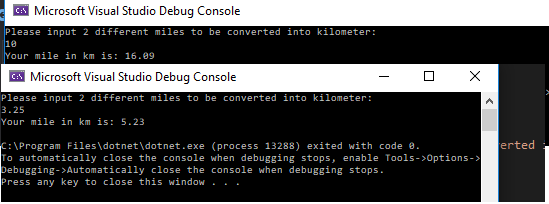 Microsoft Visual Studio Debug Console
Please input 2 different miles to be converted into kilometer:
10
Your mile in km is: 16.09
Microsoft Visual Studio Debug Console
Please input 2 different miles to be converted into kilometer:
3.25
Your mile in km is: 5.23
C:\Program Files\dotnet\dotnet.exe (process 13288) exited with code 0.
To automatically close the console when debugging stops, enable Tools->Options->
Debugging->Automatically close the console when debugging stops.
Press any key to close this window . . .